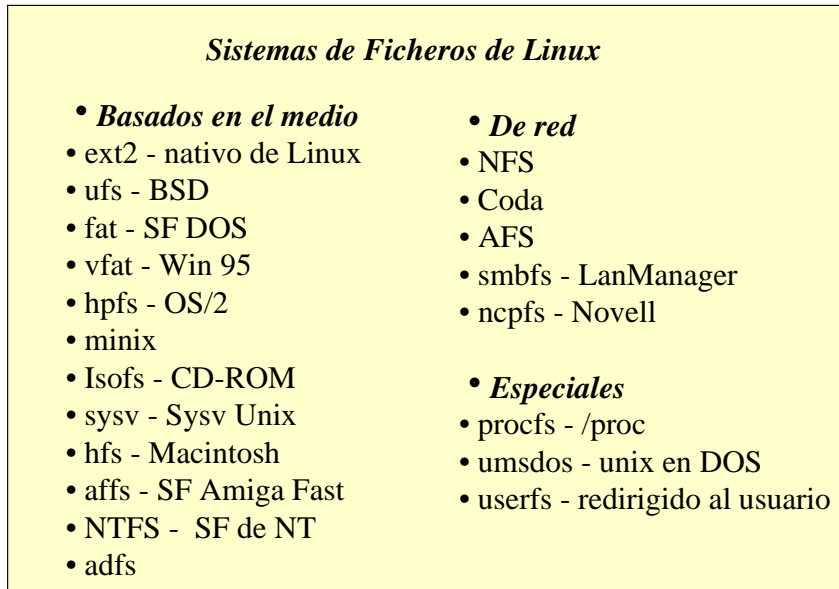 Sistemas de Ficheros de Linux
• Basados en el medio
• ext2 - nativo de Linux
• ufs - BSD
• fat - SF DOS
• vfat - Win 95
• hpfs - OS/2
• minix
• Isofs - CD-ROM
• sysv - Sysv Unix
• hfs - Macintosh
• affs - SF Amiga Fast
• NTFS - SF de NT
• adfs
• De red
• NFS
• Coda
• AFS
• smbfs - LanManager
• ncpfs - Novell
• Especiales
• procfs - /proc
• umsdos - unix en DOS
• userfs - redirigido al usuario